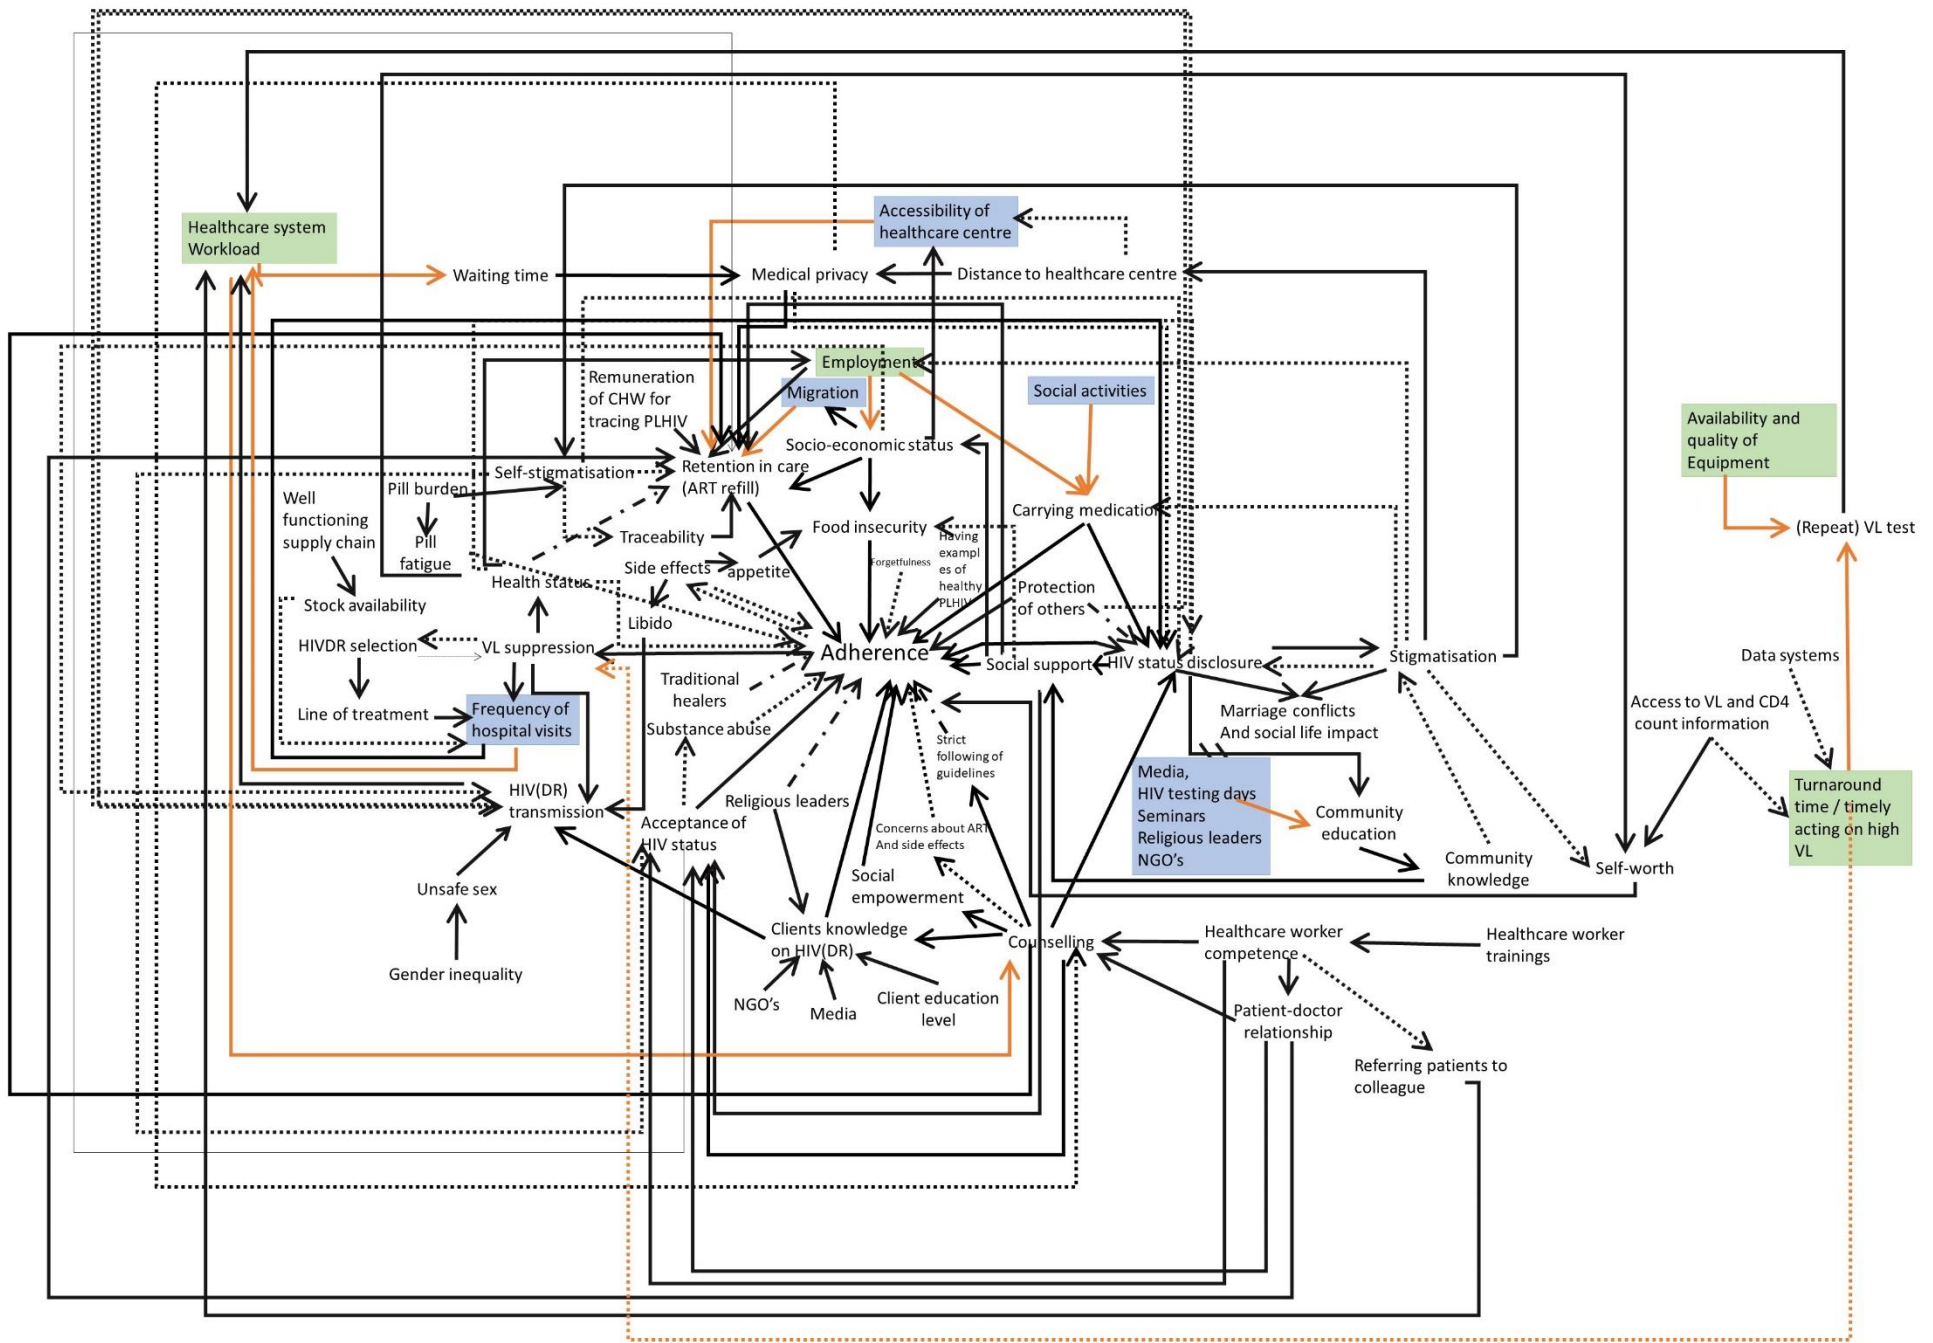 Healthcare system
Workload
Waiting time
Medical privacy
Accessibility of
healthcare centre
Distance to healthcare centre
Employment
Migration
Social activities
Remuneration
of CHW for
tracing PLHIV
Socio-economic status
Availability and
quality of
Equipment
Self-stigmatisation
Retention in care
(ART refill)
Pill burden
Well
functioning
supply chain
Pill
fatigue
Carrying medication
Food insecurity
(Repeat) VL test
Traceability
Having
exampl
es of
healthy
PLHIV
Side effects
appetite
Forgetfulness
Health status
Protection
of others
Stock availability
Libido
HIVDR selection
VL suppression
Adherence
Social support
HIV status disclosure
Stigmatisation
Data systems
Traditional
healers
Access to VL and CD4
count information
Line of treatment
Frequency of
hospital visits
Substance abuse
Marriage conflicts
And social life impact
Strict
following of
guidelines
Media,
HIV testing days
Seminars
Religious leaders
NGO's
Turnaround
time / timely
acting on high
VL
HIV(DR)
transmission
Religious leaders
Community
education
Acceptance of
HIV status
Concerns about ART
And side effects
Community
knowledge
Self-worth
Unsafe sex
Social
empowerment
Clients knowledge
on HIV(DR)
Counselling
Healthcare worker
competence
Healthcare worker
trainings
Gender inequality
NGO's
Media
Client education
level
Patient-doctor
relationship
Referring patients to
colleague